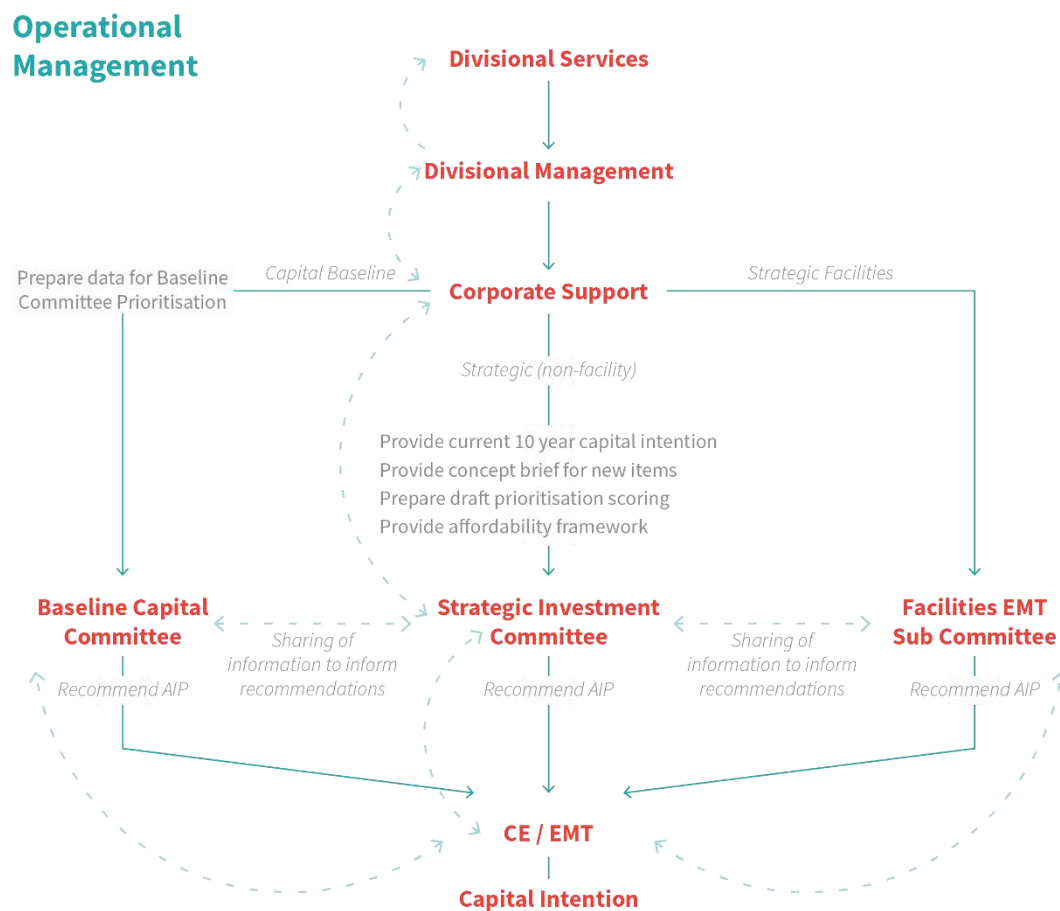 Operational
Management
Divisional Services
Divisional Management
Prepare data for Baseline
Committee Prioritisation
Capital Baseline
Corporate Support
Strategic Facilities
Strategic (non-facility)
Provide current 10 year capital intention
Provide concept brief for new items
Prepare draft prioritisation scoring
Provide affordability framework
Baseline Capital
Committee
Sharing of
information to inform
recommendations
Strategic Investment
Committee
Sharing of
information to inform
recommendations
Facilities EMT
Sub Committee
Recommend AIP
Recommend AIP
Recommend AIP
CE / EMT
Capital Intention